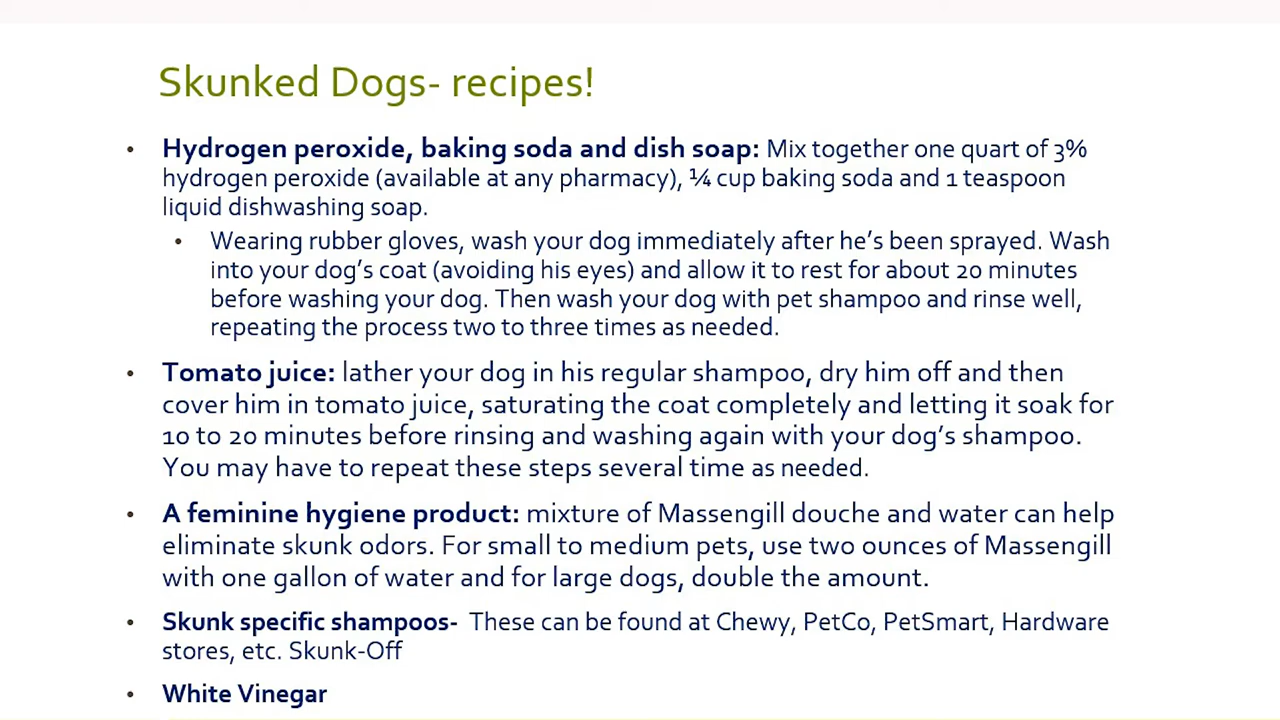 Skunked Dogs- recipes!
• Hydrogen peroxide, baking soda and dish soap: Mix together one quart of 3%
hydrogen peroxide (available at any pharmacy), ¼ cup baking soda and 1 teaspoon
liquid dishwashing soap.
• Wearing rubber gloves, wash your dog immediately after he's been sprayed. Wash
into your dog's coat (avoiding his eyes) and allow it to rest for about 20 minutes
before washing your dog. Then wash your dog with pet shampoo and rinse well,
repeating the process two to three times as needed.
• Tomato juice: lather your dog in his regular shampoo, dry him off and then
cover him in tomato juice, saturating the coat completely and letting it soak for
10 to 20 minutes before rinsing and washing again with your dog's shampoo.
You may have to repeat these steps several time as needed.
• A feminine hygiene product: mixture of Massengill douche and water can help
eliminate skunk odors. For small to medium pets, use two ounces of Massengill
with one gallon of water and for large dogs, double the amount.
• Skunk specific shampoos- These can be found at Chewy, PetCo, PetSmart, Hardware
stores, etc. Skunk-Off
• White Vinegar